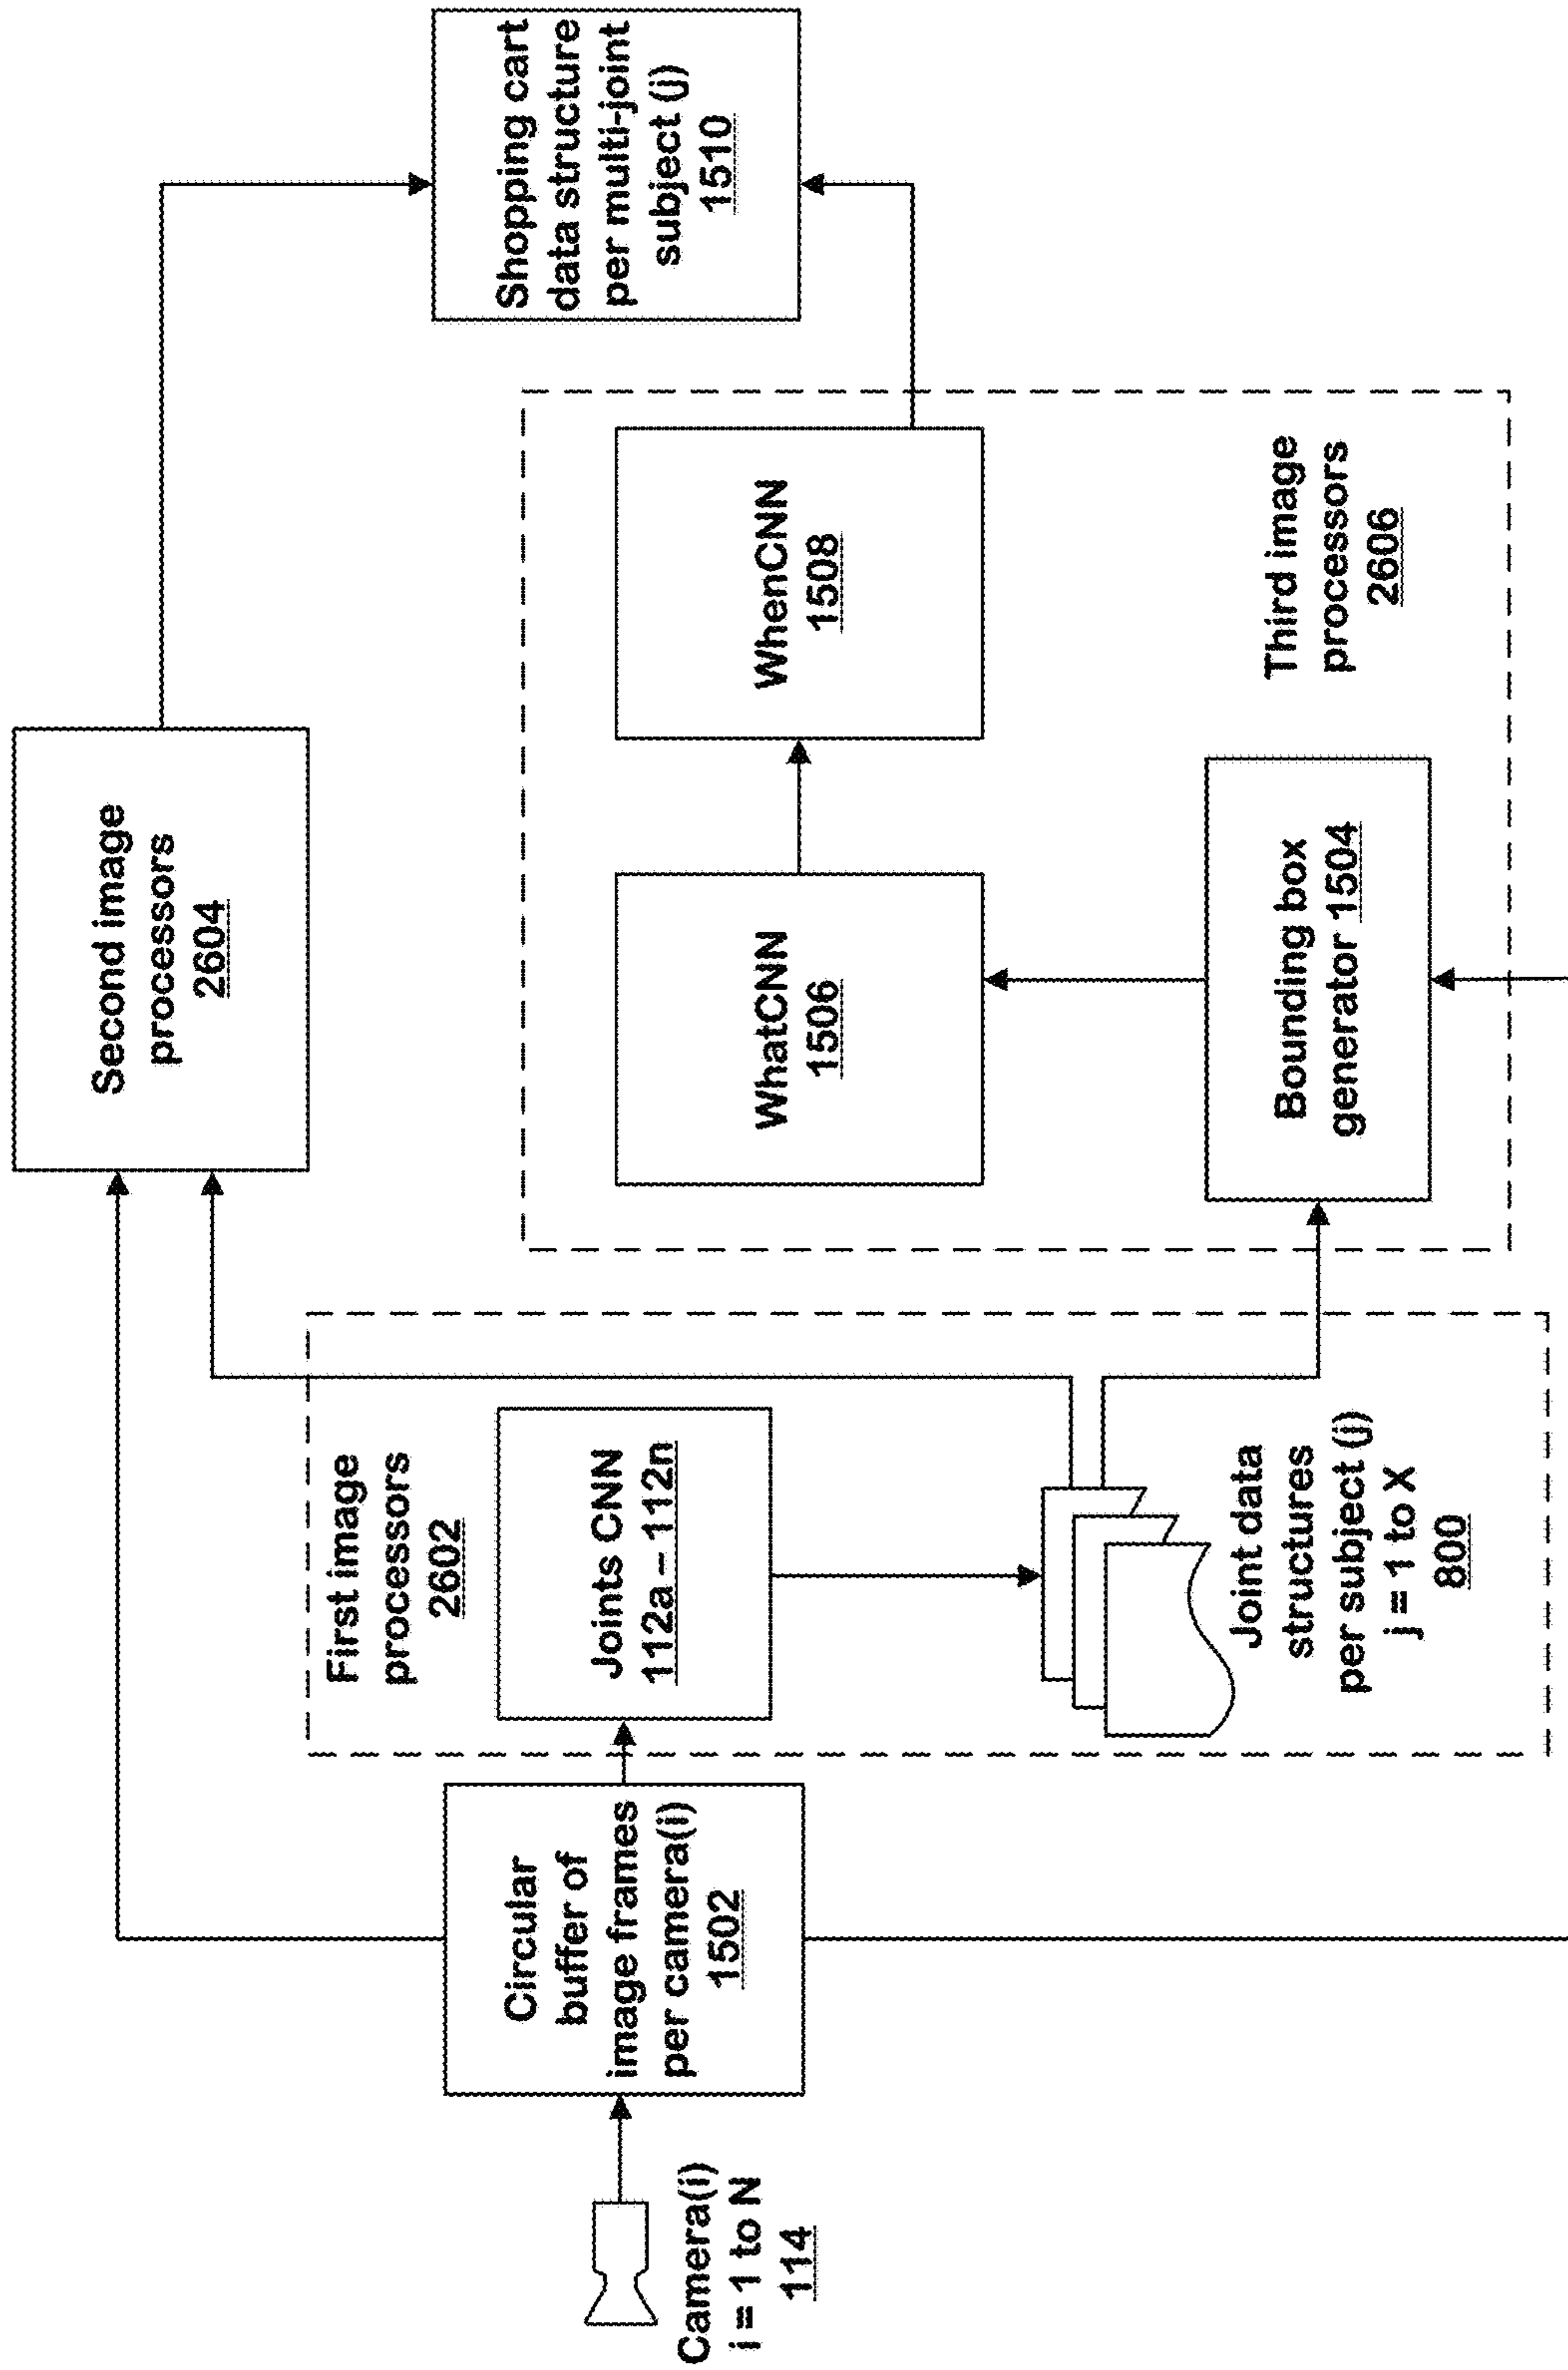 Camera(i)
i = 1 to N
114
Circular
buffer of
image frames
per camera(i)
1502
First image
processors
2602
Joints CNN
112a – 112n
Joint data
structures
per subject (j)
j = 1 to X
800
Second image
processors
2604
WhatCNN
1506
WhenCNN
1508
Bounding box
generator 1504
Third image
processors
2606
Shopping cart
data structure
per multi-joint
subject (j)
1510